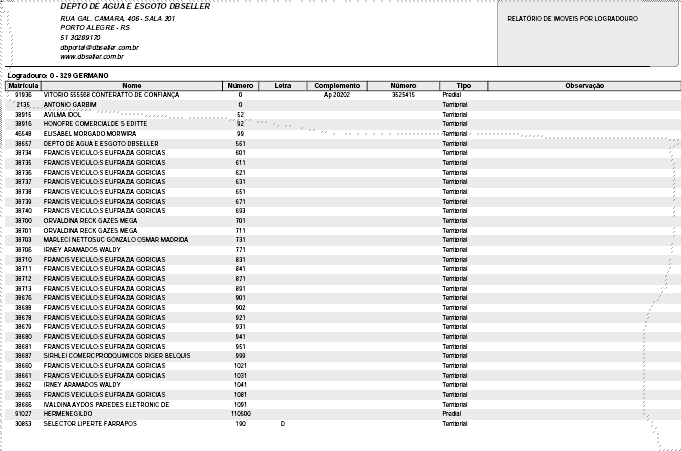 DEPTO DE AGUA E ESGOTO DBSELLER
RUA GAL. CAMARA, 406 - SALA 301
PORTO ALEGRE - RS
51 30289170
dbportal@dbseller.com.br
www.dbseller.com.br
RELATÓRIO DE IMOVEIS POR LOGRADOURO
Logradouro: 0 - 329 GERMANO
Matrícula Nome Número Letra Complemento Número Tipo Observação
91936 VITORIO 555568 CONTERATTO DE CONFIANÇA 0 Ap 20202 3525415 Predial
2135 ANTONIO GARBIM 0 Territorial
38915 AVILMA IDOL 52 Territorial
38916 HONOFRE COMERCIALDE S EDITTE 92 Territorial
46548 ELISABEL MORGADO MORWIRA 99 Territorial
38657 DEPTO DE AGUA E ESGOTO DBSELLER 561 Territorial
38734 FRANCIS VEICULO:S EUFRAZIA GORICIAS 601 Territorial
38735 FRANCIS VEICULO:S EUFRAZIA GORICIAS 611 Territorial
38736 FRANCIS VEICULO:S EUFRAZIA GORICIAS 621 Territorial
38737 FRANCIS VEICULO:S EUFRAZIA GORICIAS 631 Territorial
38738 FRANCIS VEICULO:S EUFRAZIA GORICIAS 651 Territorial
38739 FRANCIS VEICULO:S EUFRAZIA GORICIAS 671 Territorial
38740 FRANCIS VEICULO:S EUFRAZIA GORICIAS 693 Territorial
38700 ORVALDINA RECK GAZES MEGA 701 Territorial
38701 ORVALDINA RECK GAZES MEGA 711 Territorial
38703 MARLECI NETTOSUC GONZALO OSMAR MADRIDA 731 Territorial
38706 IRNEY ARAMADOS WALDY 771 Territorial
38710 FRANCIS VEICULO:S EUFRAZIA GORICIAS 831 Territorial
38711 FRANCIS VEICULO:S EUFRAZIA GORICIAS 841 Territorial
38712 FRANCIS VEICULO:S EUFRAZIA GORICIAS 871 Territorial
38713 FRANCIS VEICULO:S EUFRAZIA GORICIAS 891 Territorial
38676 FRANCIS VEICULO:S EUFRAZIA GORICIAS 901 Territorial
38688 FRANCIS VEICULO:S EUFRAZIA GORICIAS 902 Territorial
38678 FRANCIS VEICULO:S EUFRAZIA GORICIAS 921 Territorial
38679 FRANCIS VEICULO:S EUFRAZIA GORICIAS 931 Territorial
38680 FRANCIS VEICULO:S EUFRAZIA GORICIAS 941 Territorial
38681 FRANCIS VEICULO:S EUFRAZIA GORICIAS 951 Territorial
38687 SIRHLEI COMERCPRODQUIMICOS RIGER BELQUIS 999 Territorial
38660 FRANCIS VEICULO:S EUFRAZIA GORICIAS 1021 Territorial
38661 FRANCIS VEICULO:S EUFRAZIA GORICIAS 1031 Territorial
38662 IRNEY ARAMADOS WALDY 1041 Territorial
38665 FRANCIS VEICULO:S EUFRAZIA GORICIAS 1081 Territorial
38666 IVALDINA AYDOS PAREDES ELETRONIC DE 1091 Territorial
91027 HERMENEGILDO 110500 Predial
30853 SELECTOR LIPERTE FARRAPOS 190 D Territorial